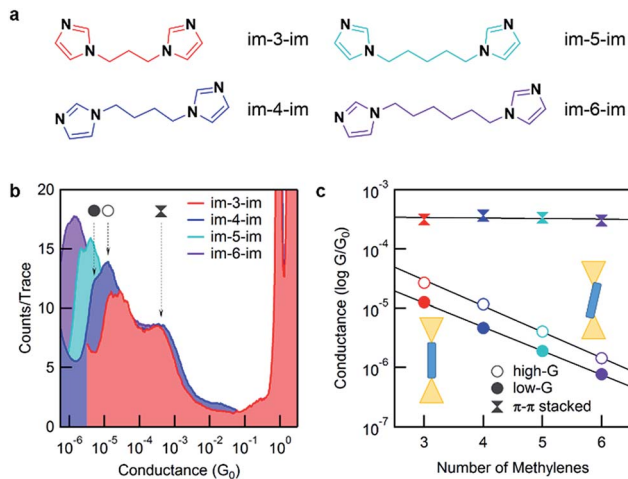 a
N N N N im-3-im
N N N N im-5-im
N N N N im-4-im
N N N N im-6-im
b
20
15
10
5
0
Counts/Trace
im-3-im
im-4-im
im-5-im
im-6-im
10-6 10-5 10-4 10-3 10-2 10-1 100
Conductance (G0)
c
10-3
10-4
10-5
10-6
10-7
Conductance (log G/G0)
high-G
low-G
π-π stacked
3 4 5 6
Number of Methylenes